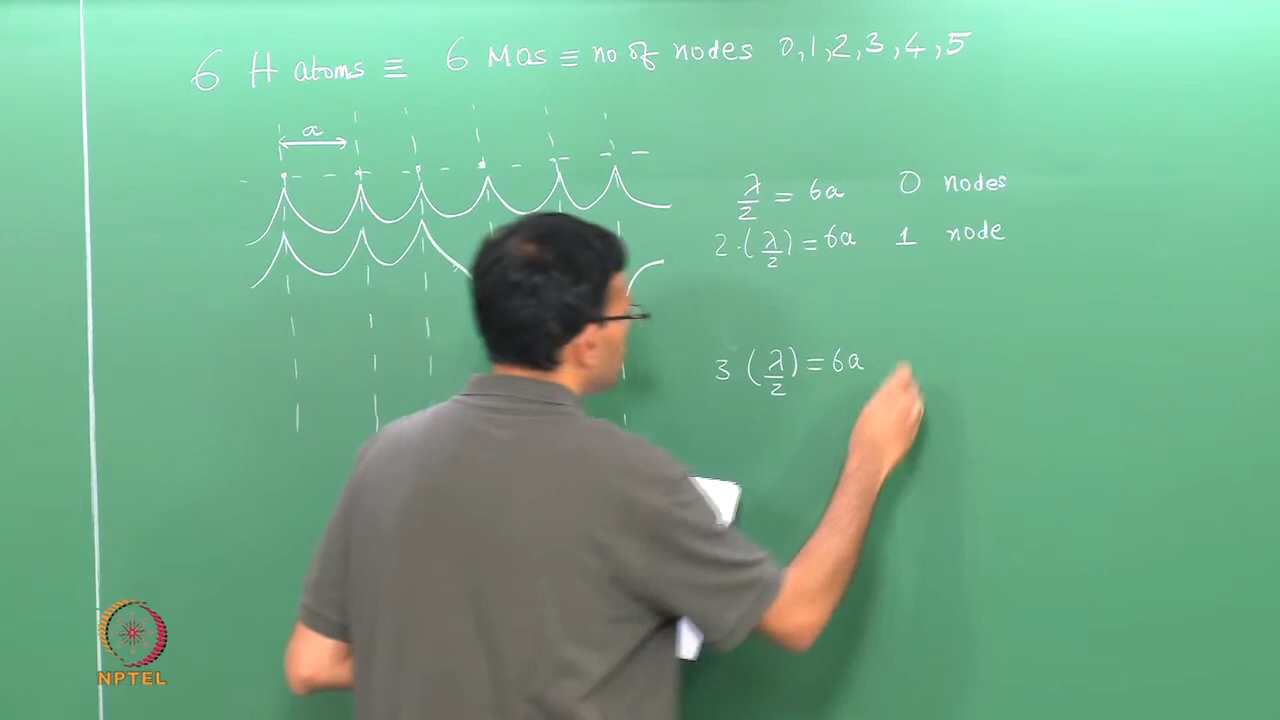 6 H atoms ≡ 6 MOs ≡ no of nodes 0,1,2,3,4,5
a
λ/2 = 6a 0 nodes
2·(λ/2) = 6a 1 node
3 (λ/2) = 6a
NPTEL